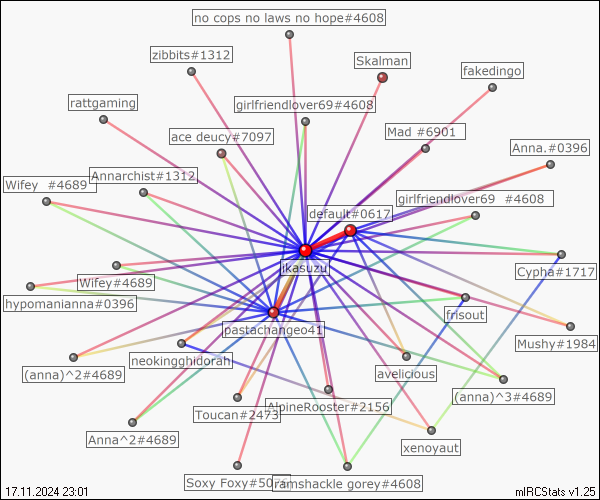 no cops no laws no hope#4608
zibbits#1312
Skalman
fakedingo
rattgaming
girlfriendlover69#4608
ace deucy#7097
Mad #6901
Anna.#0396
Wifey #4689
Annarchist#1312
girlfriendlover69 #4608
default#0617
jkasuzu
Wifey#4689
Cypha#1717
hypomanianna#0396
frisout
pastachangeo41
Mushy#1984
neokingghidorah
(anna)^2#4689
avelicious
(anna)^3#4689
Toucan#2473
AlpineRooster#2156
Anna^2#4689
xenoyaut
Soxy Foxy#50
ramshackle gorey#4608
17.11.2024 23:01
mIRCStats v1.25